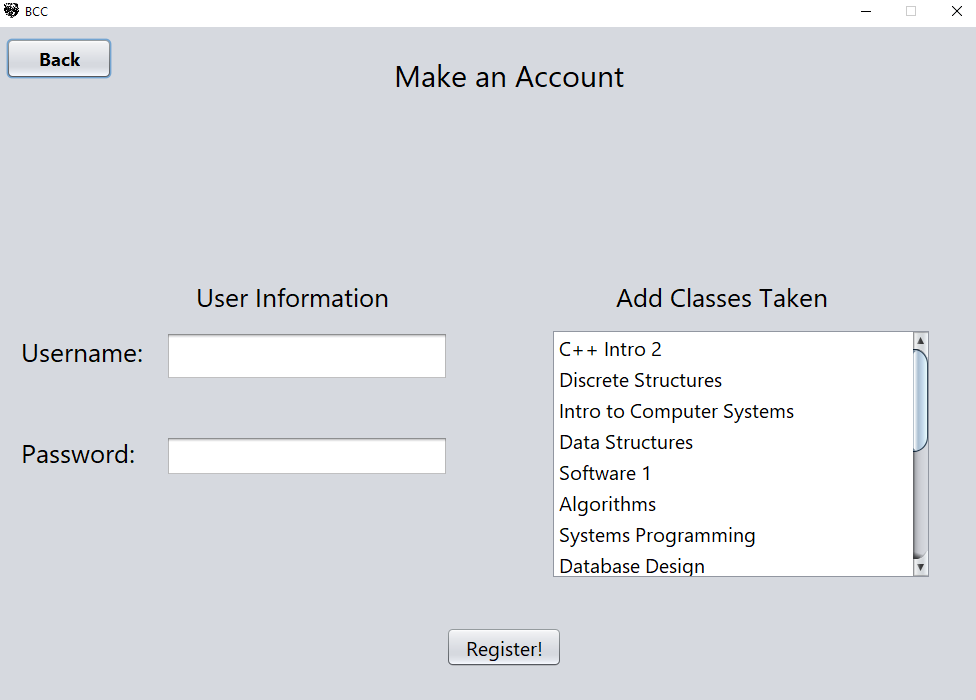 BCC
Back
Make an Account
User Information
Username:
Password:
Add Classes Taken
C++ Intro 2
Discrete Structures
Intro to Computer Systems
Data Structures
Software 1
Algorithms
Systems Programming
Database Design
Register!